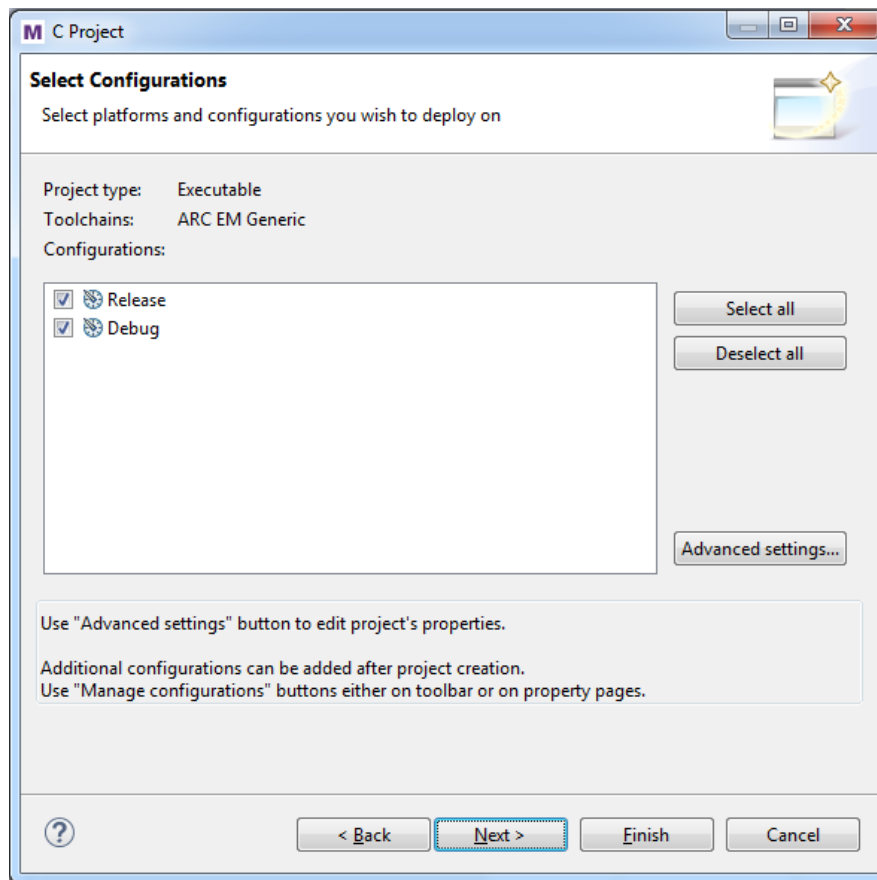 M C Project
Select Configurations
Select platforms and configurations you wish to deploy on
Project type: Executable
Toolchains: ARC EM Generic
Configurations:
Release
Debug
Select all
Deselect all
Advanced settings...
Use "Advanced settings" button to edit project's properties.
Additional configurations can be added after project creation.
Use "Manage configurations" buttons either on toolbar or on property pages.
? < Back Next > Finish Cancel